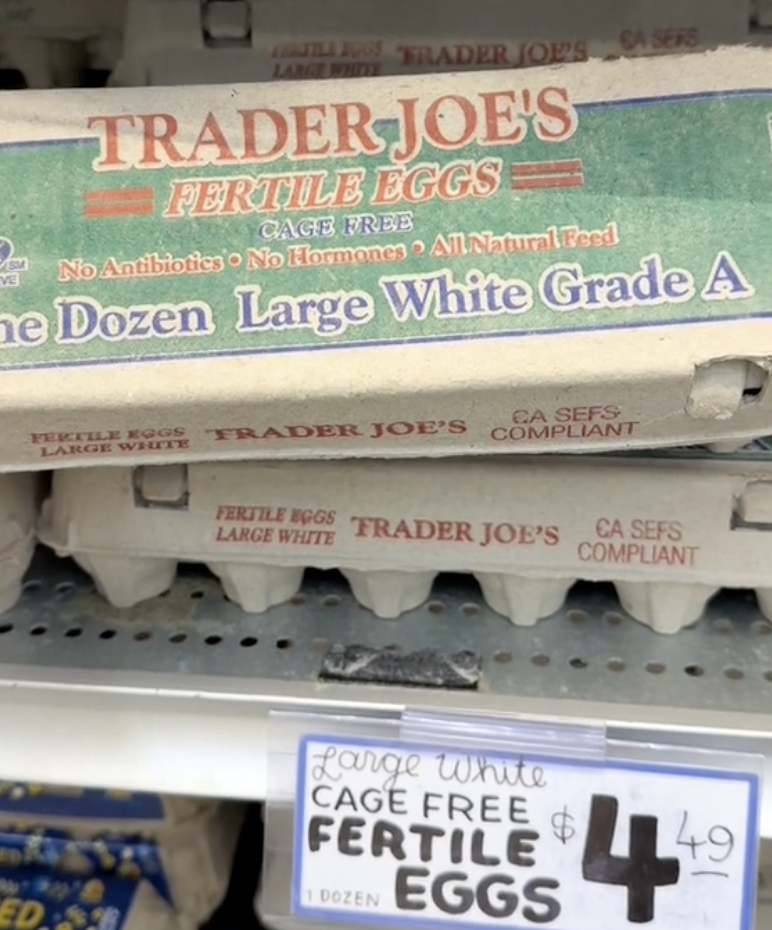 FERTILE EGGS TRADER JOE'S CA SEFS
LARGE WHITE
TRADER JOE'S
FERTILE EGGS
CAGE FREE
No Antibiotics • No Hormones • All Natural Feed
Dozen Large White Grade A
FERTILE EGGS
LARGE WHITE
TRADER JOE'S
CA SEFS
COMPLIANT
FERTILE EGGS
LARGE WHITE
TRADER JOE'S
CA SEFS
COMPLIANT
Large White
CAGE FREE
FERTILE
EGGS
1 DOZEN
$4.49